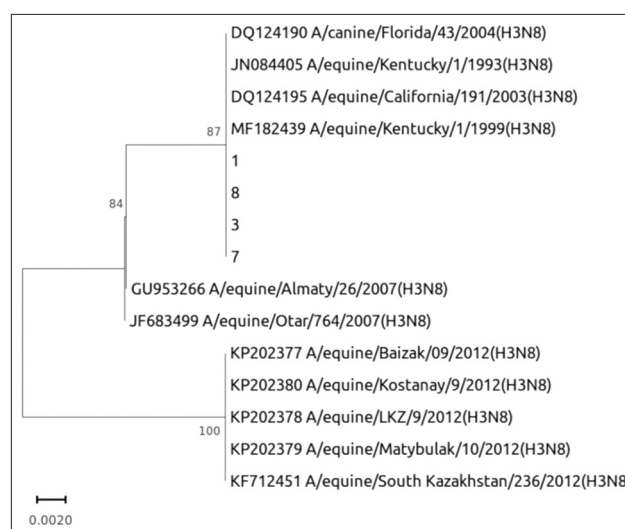 DQ124190 A/canine/Florida/43/2004(H3N8)
JN084405 A/equine/Kentucky/1/1993(H3N8)
DQ124195 A/equine/California/191/2003(H3N8)
87
MF182439 A/equine/Kentucky/1/1999(H3N8)
1
8
84
3
7
GU953266 A/equine/Almaty/26/2007(H3N8)
JF683499 A/equine/Otar/764/2007(H3N8)
KP202377 A/equine/Baizak/09/2012(H3N8)
KP202380 A/equine/Kostanay/9/2012(H3N8)
KP202378 A/equine/LKZ/9/2012(H3N8)
100
KP202379 A/equine/Matybulak/10/2012(H3N8)
KF712451 A/equine/South Kazakhstan/236/2012(H3N8
0.0020